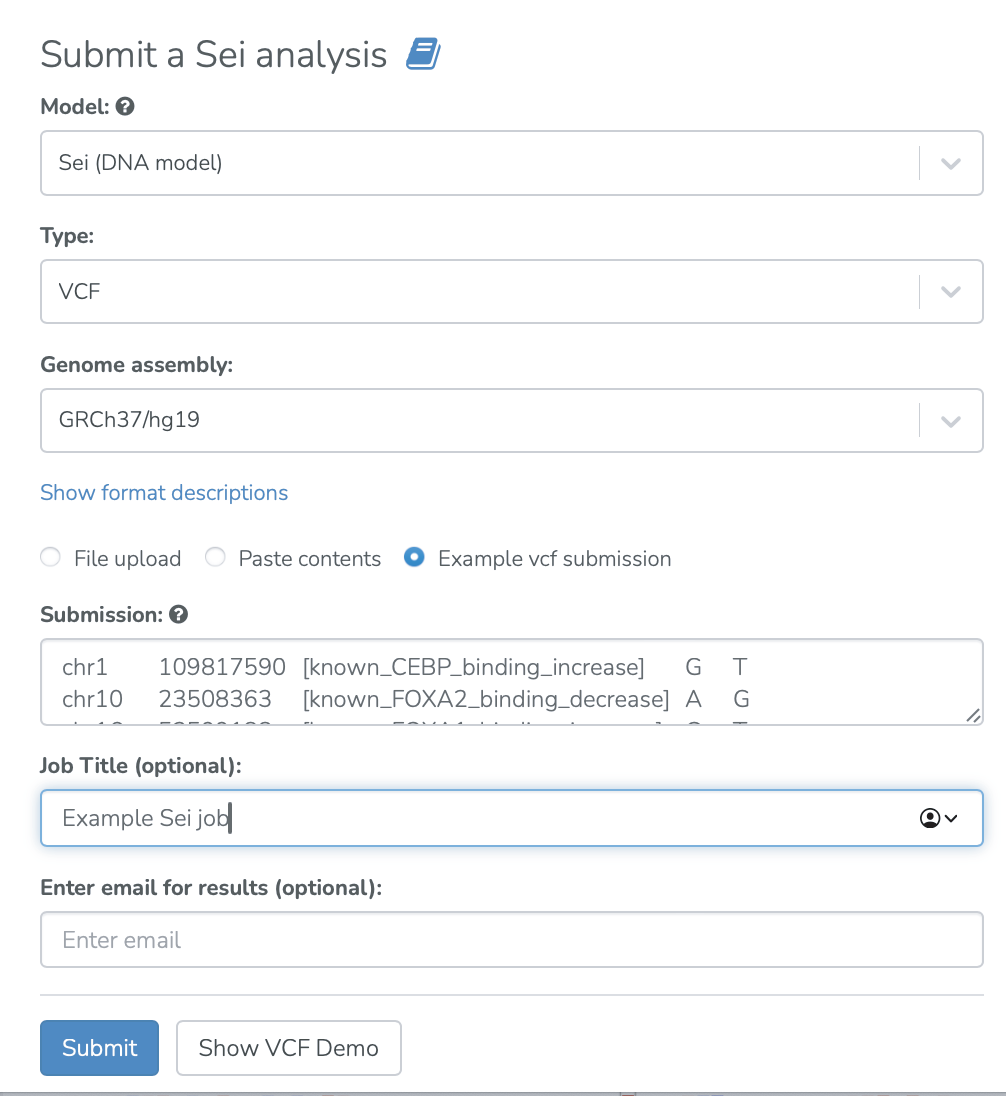 Submit a Sei analysis
Model:
Sei (DNA model)
Type:
VCF
Genome assembly:
GRCh37/hg19
Show format descriptions
File upload Paste contents Example vcf submission
Submission:
chr1 109817590 [known_CEBP_binding_increase] G T
chr10 23508363 [known_FOXA2_binding_decrease] A G
Job Title (optional):
Example Sei job
Enter email for results (optional):
Enter email
Submit Show VCF Demo